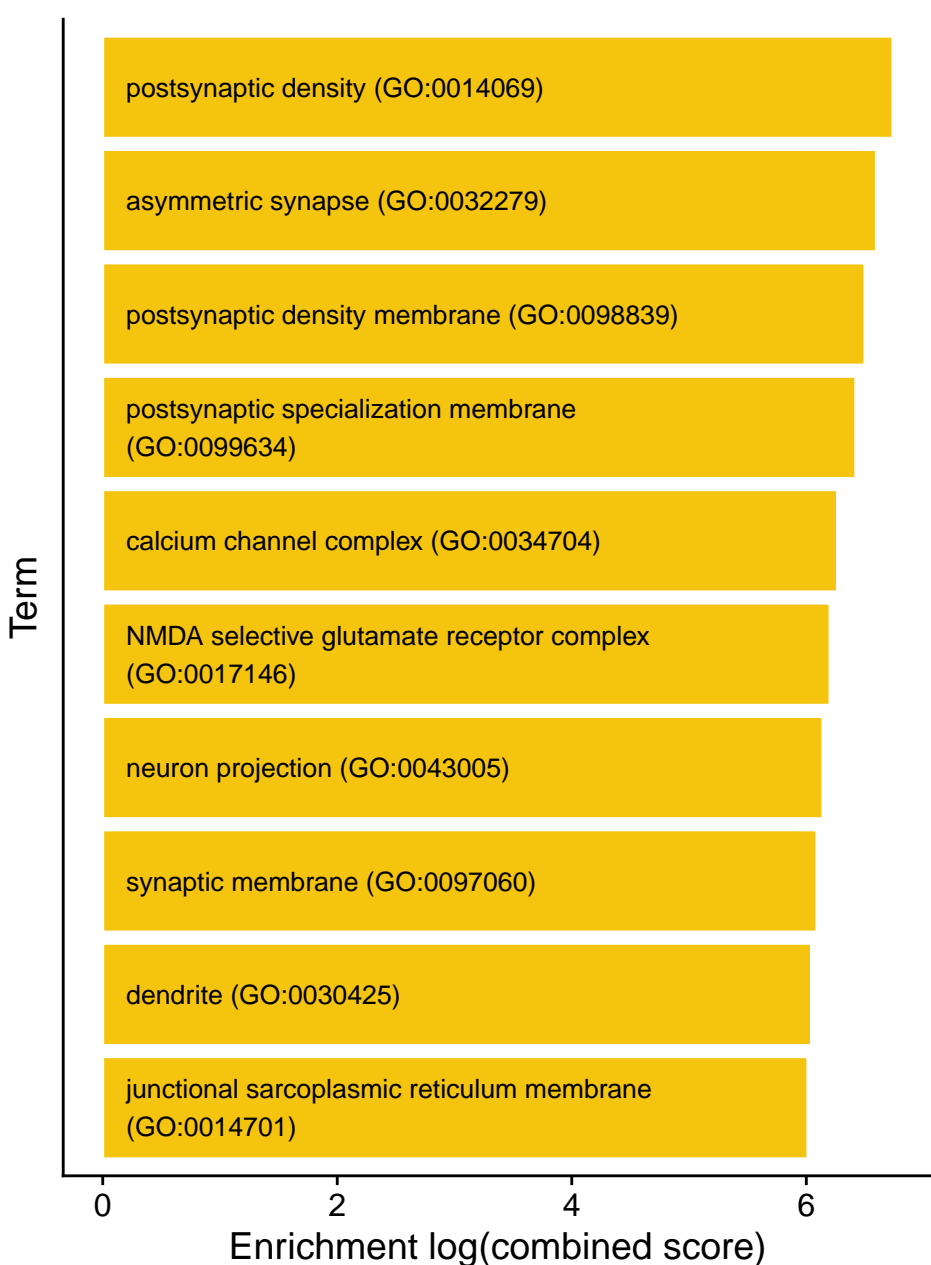 postsynaptic density (GO:0014069)
asymmetric synapse (GO:0032279)
postsynaptic density membrane (GO:0098839)
postsynaptic specialization membrane
(GO:0099634)
calcium channel complex (GO:0034704)
NMDA selective glutamate receptor complex
(GO:0017146)
neuron projection (GO:0043005)
synaptic membrane (GO:0097060)
dendrite (GO:0030425)
junctional sarcoplasmic reticulum membrane
(GO:0014701)
Term
0 2 4 6
Enrichment log(combined score)